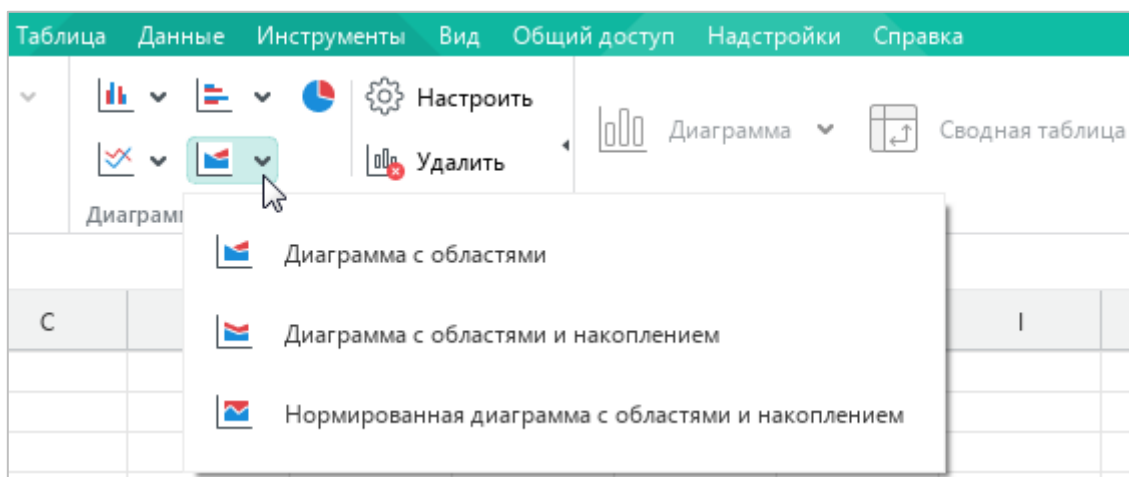 Таблица Данные Инструменты Вид Общий доступ Надстройки Справка
Настроить
Диаграмма Сводная таблица
Удалить
Диаграм
Диаграмма с областями
C I
Диаграмма с областями и накоплением
Нормированная диаграмма с областями и накоплением